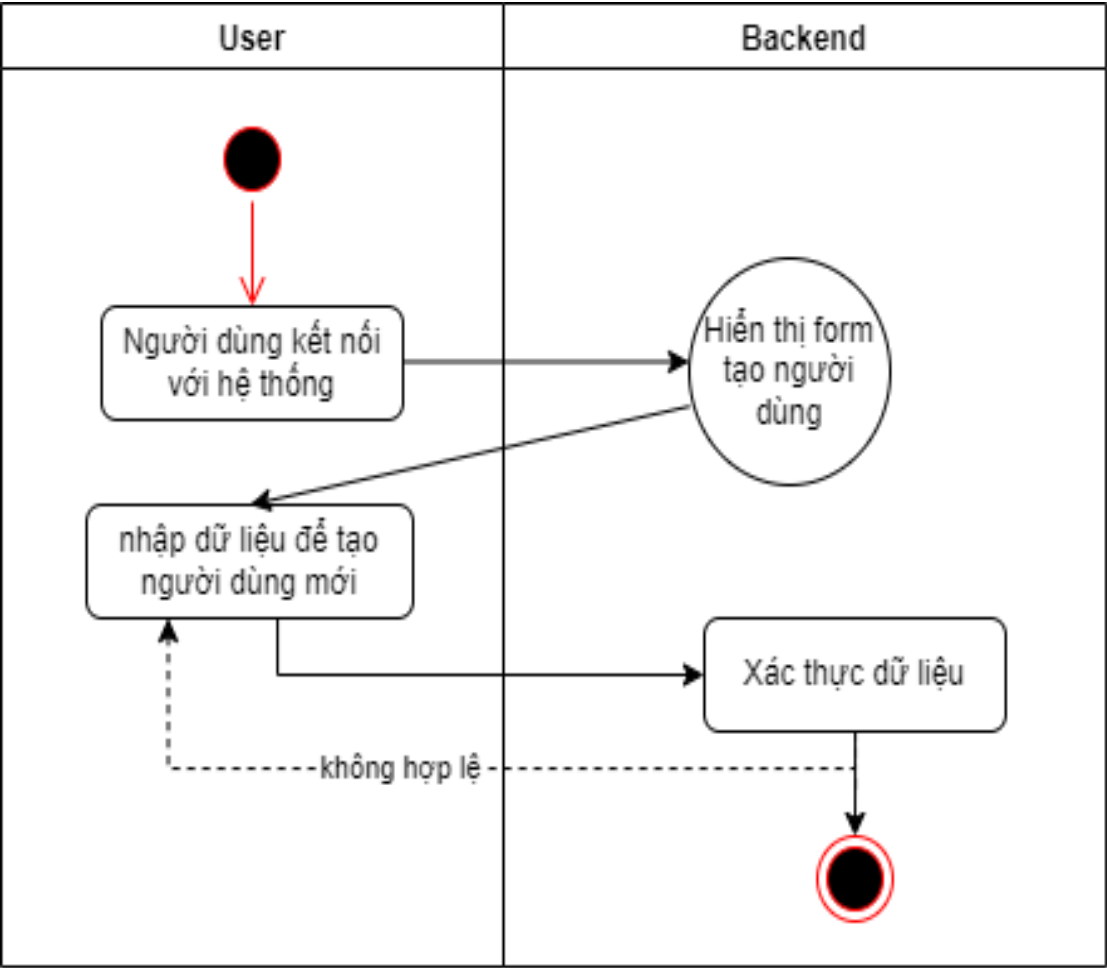 User
Backend
Người dùng kết nối
với hệ thống
Hiển thị form
tạo người
dùng
nhập dữ liệu để tạo
người dùng mới
Xác thực dữ liệu
không hợp lệ